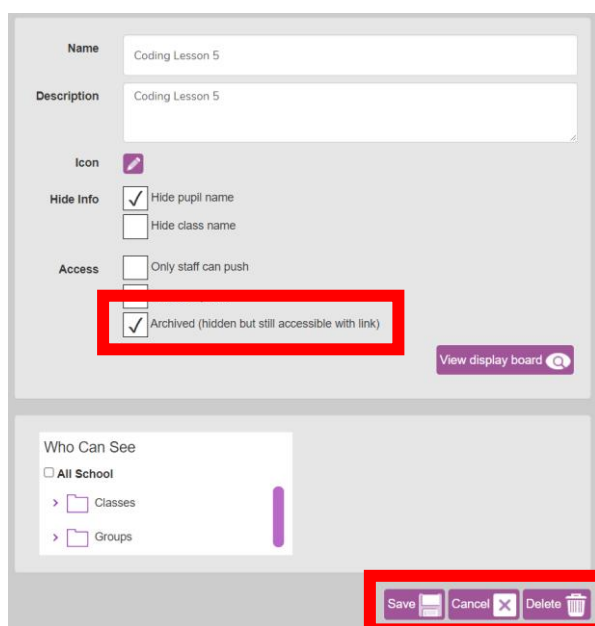 Name
Coding Lesson 5
Description
Coding Lesson 5
Icon
Hide Info
Hide pupil name
Hide class name
Access
Only staff can push
Archived (hidden but still accessible with link)
View display board
Who Can See
All School
Classes
Groups
Save Cancel Delete